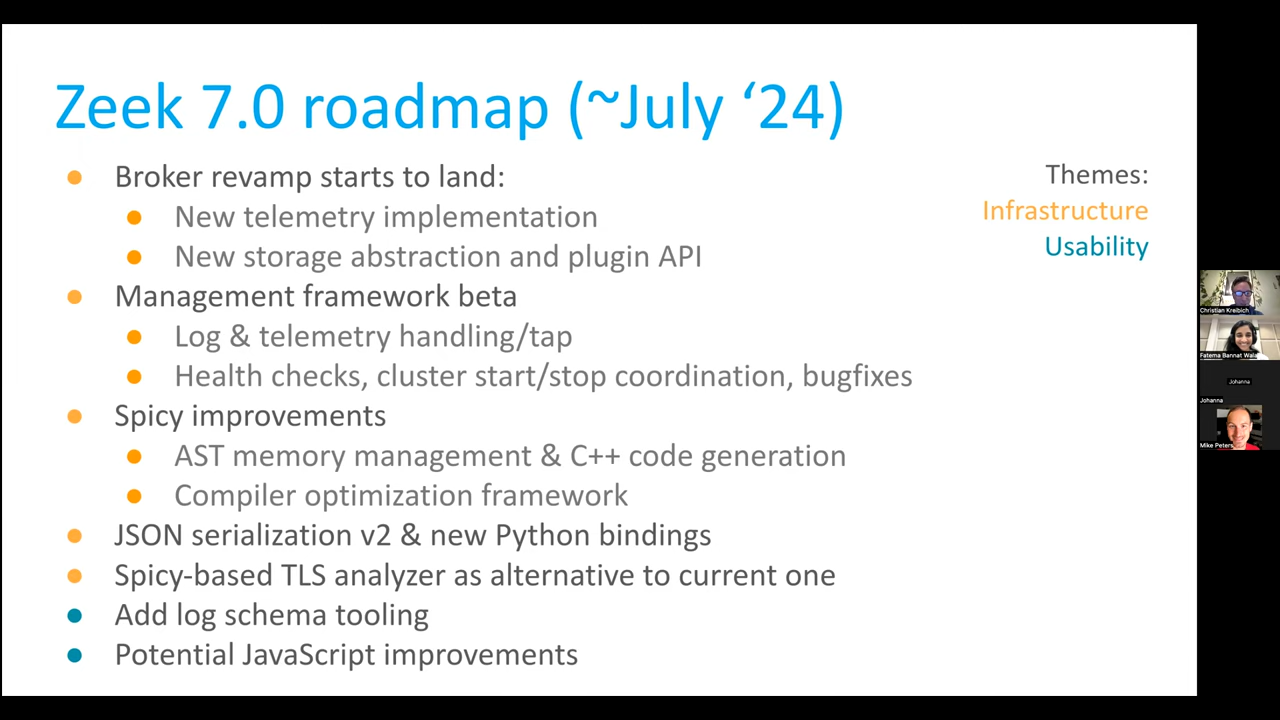 Zeek 7.0 roadmap (~July ‘24)
Broker revamp starts to land:
New telemetry implementation
New storage abstraction and plugin API
Management framework beta
Log & telemetry handling/tap
Health checks, cluster start/stop coordination, bugfixes
Spicy improvements
AST memory management & C++ code generation
Compiler optimization framework
JSON serialization v2 & new Python bindings
Spicy-based TLS analyzer as alternative to current one
Add log schema tooling
Potential JavaScript improvements
Themes:
Infrastructure
Usability
Christian Kreibich
Fatema Bannat Wala
Johanna
Johanna
Mike Peters